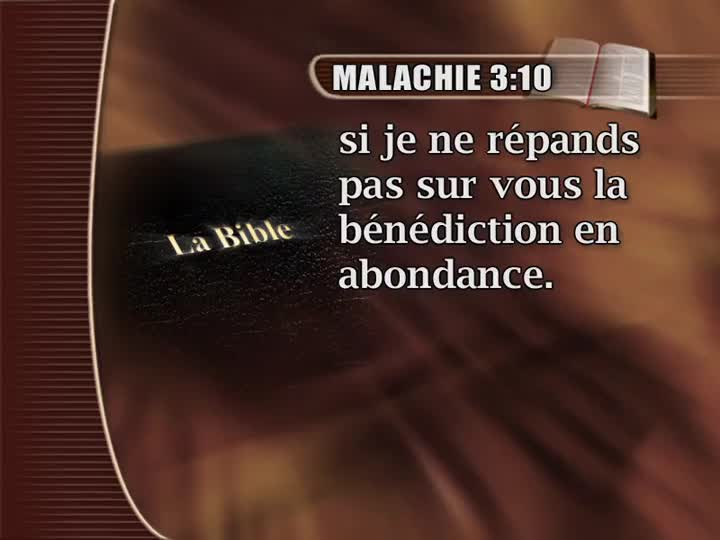 MALACHIE 3:10
si je ne répands
pas sur vous la
bénédiction en
abondance.
La Bible